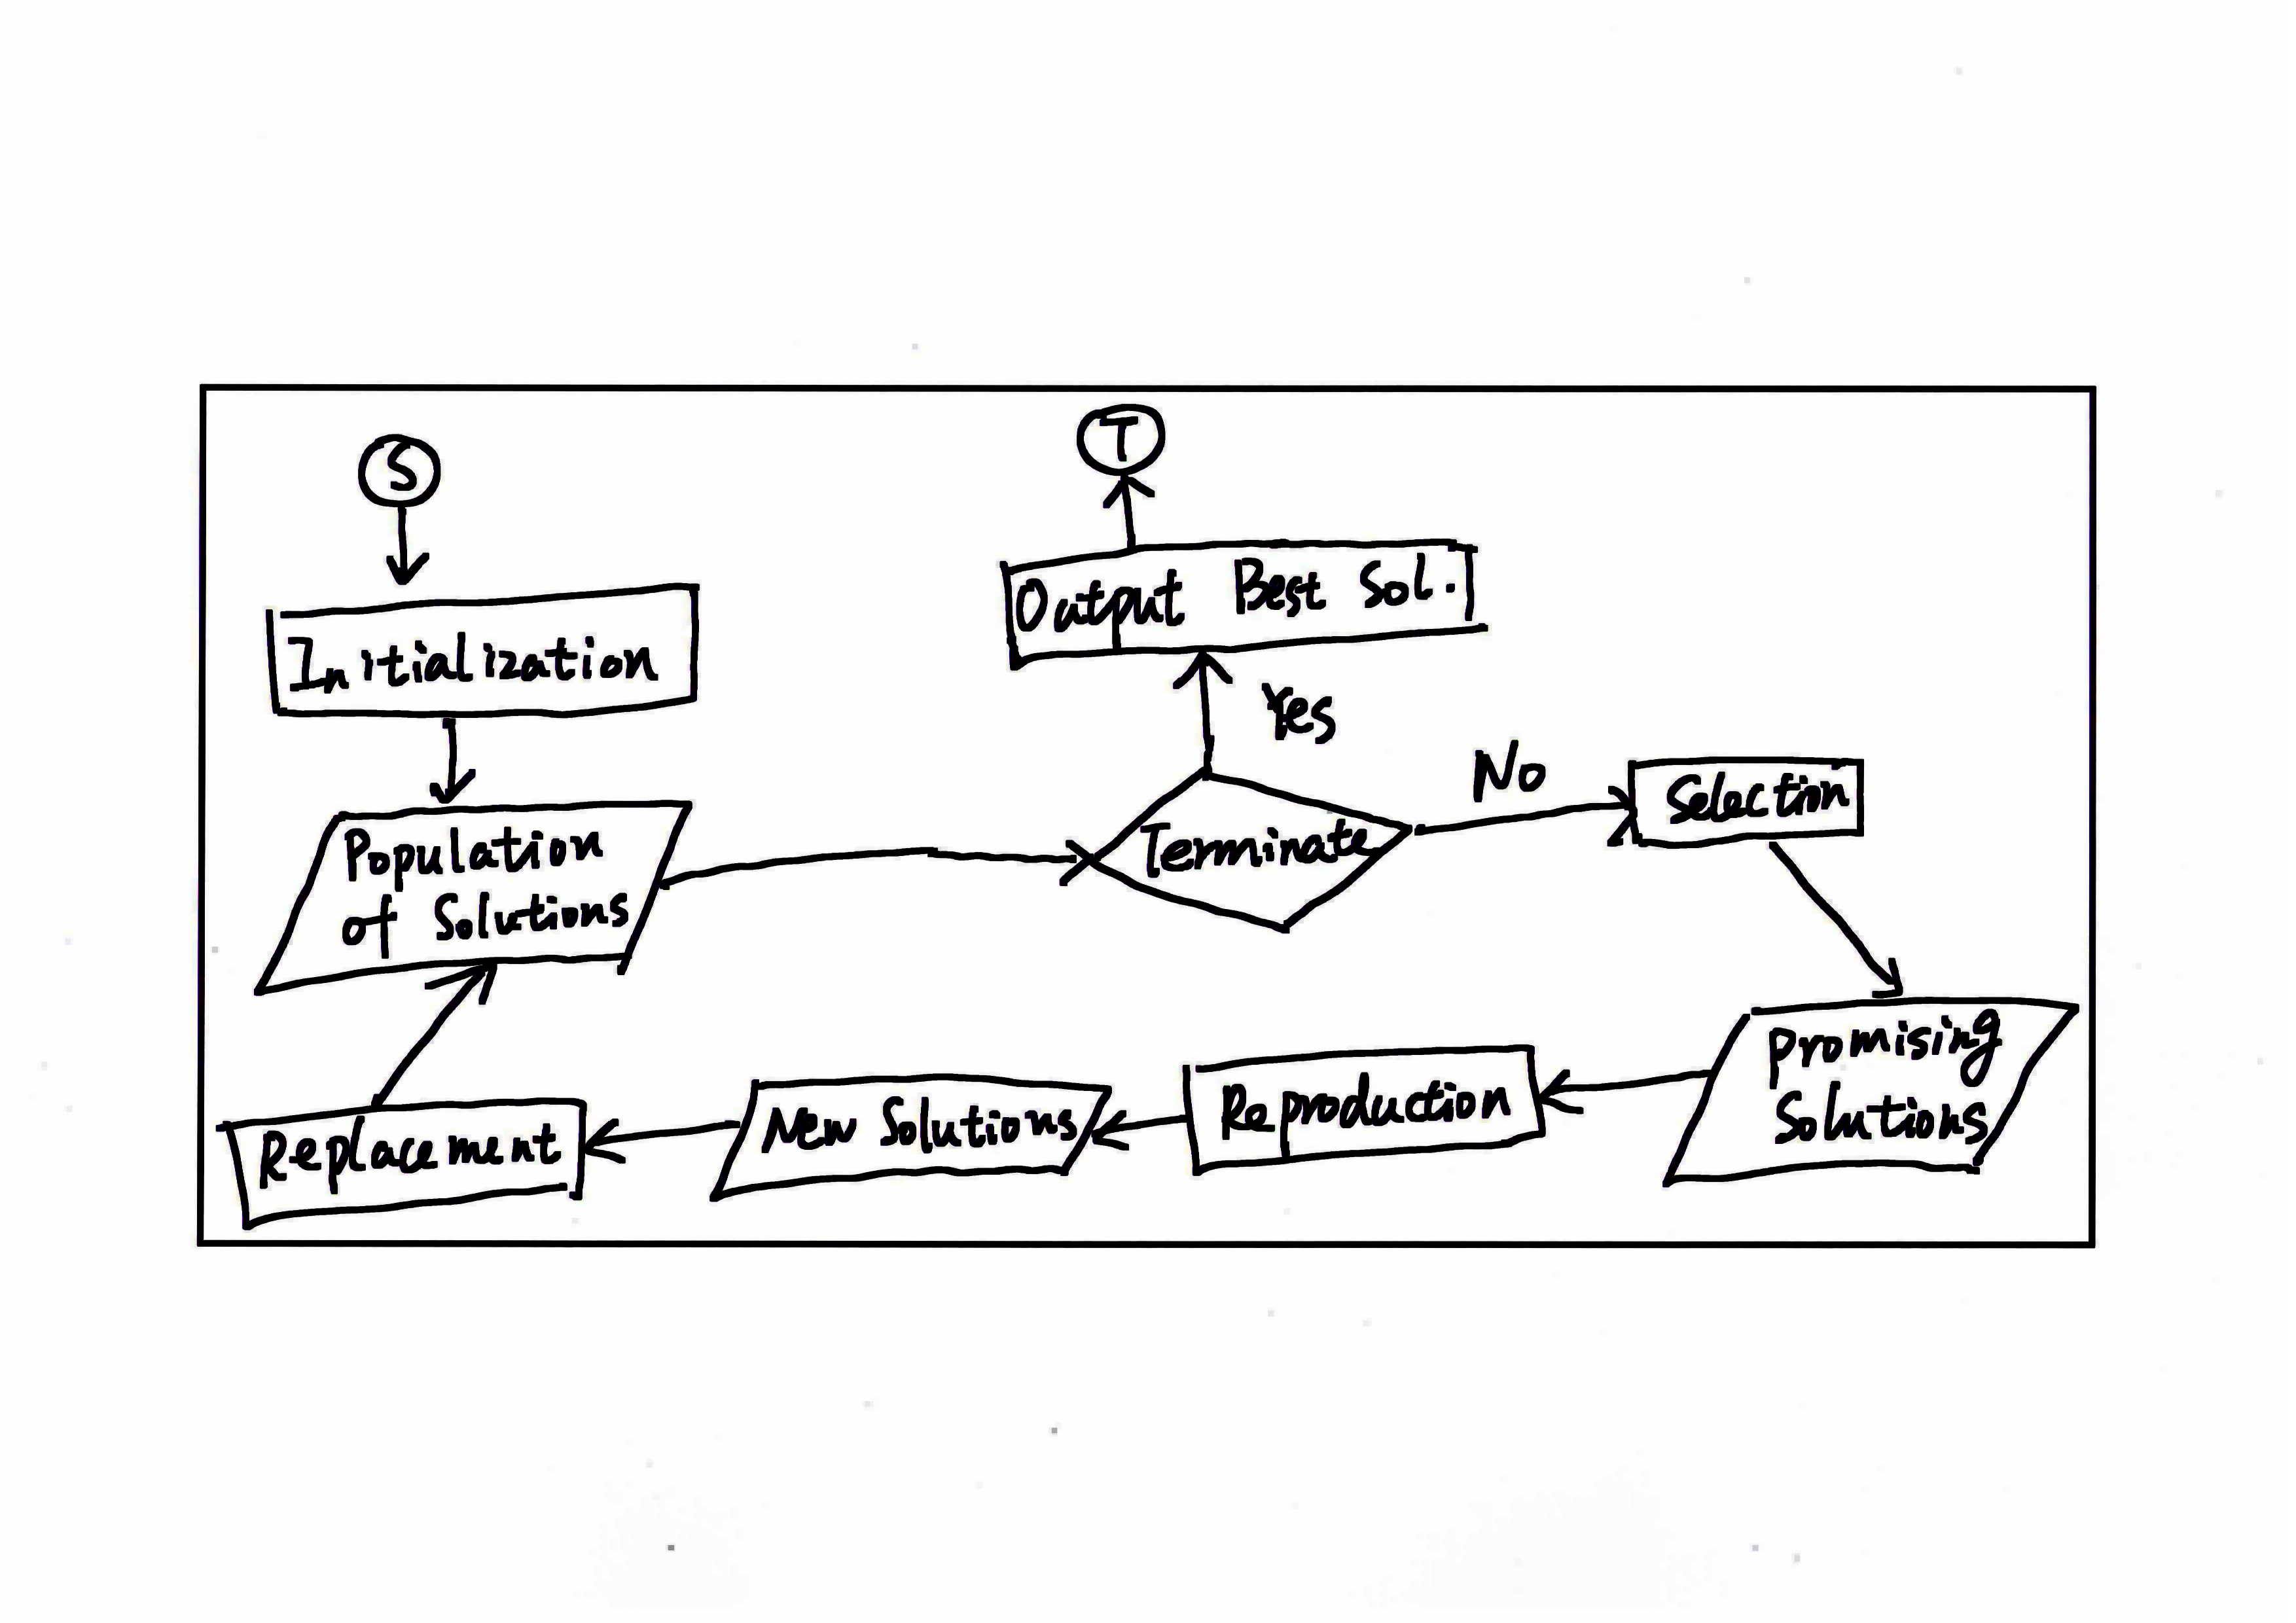 S
Initialization
Population
of Solutions
T
Output Best Sol.
Yes
Terminate
No
Selection
Promising
Solutions
Reproduction
New Solutions
Replacement